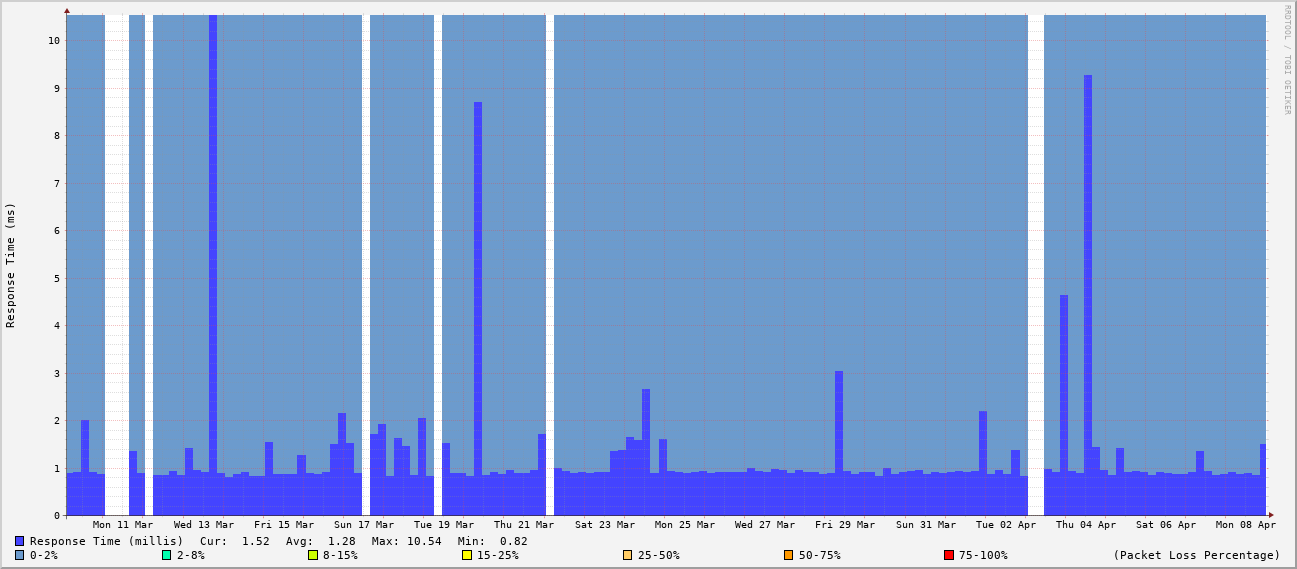 RRDTOOL / TOBI OETIKER
Response Time (ms)
10
9
8
7
6
5
4
3
2
1
0
Mon 11 Mar Wed 13 Mar Fri 15 Mar Sun 17 Mar Tue 19 Mar Thu 21 Mar Sat 23 Mar Mon 25 Mar Wed 27 Mar Fri 29 Mar Sun 31 Mar Tue 02 Apr Thu 04 Apr Sat 06 Apr Mon 08 Apr
Response Time (millis) Cur: 1.52 Avg: 1.28 Max: 10.54 Min: 0.82
0-2% 2-8% 8-15% 15-25% 25-50% 50-75% 75-100% (Packet Loss Percentage)